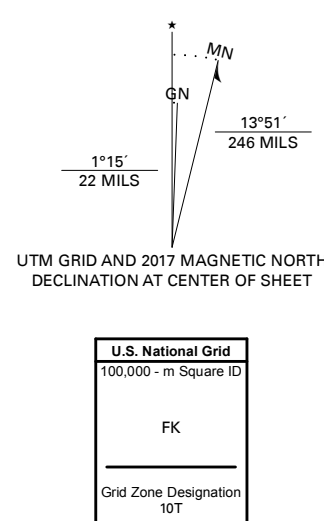 ★
MN
GN
13°51´
246 MILS
1°15´
22 MILS
UTM GRID AND 2017 MAGNETIC NORTH
DECLINATION AT CENTER OF SHEET
U.S. National Grid
100,000 - m Square ID
FK
Grid Zone Designation
10T